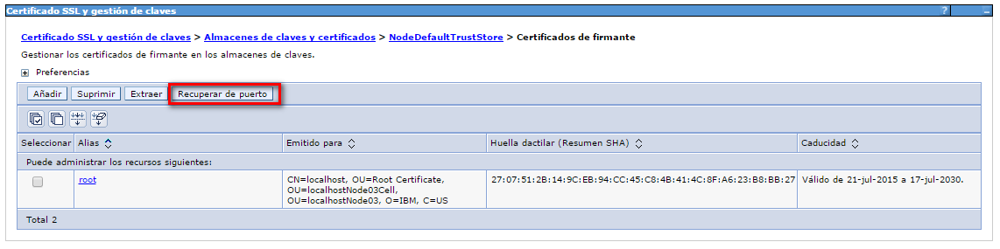 Certificado SSL y gestión de claves ? _
Certificado SSL y gestión de claves > Almacenes de claves y certificados > NodeDefaultTrustStore > Certificados de firmante
Gestionar los certificados de firmante en los almacenes de claves.
Preferencias
Añadir Suprimir Extraer Recuperar de puerto
Seleccionar Alias Emitido para Huella dactilar (Resumen SHA) Caducidad
Puede administrar los recursos siguientes:
root CN=localhost, OU=Root Certificate, 27:07:51:2B:14:9C:EB:94:CC:45:C8:4B:41:4C:8F:A6:23:B8:BB:27 Válido de 21-jul-2015 a 17-jul-2030.
OU=localhostNode03Cell,
OU=localhostNode03, O=IBM, C=US
Total 2